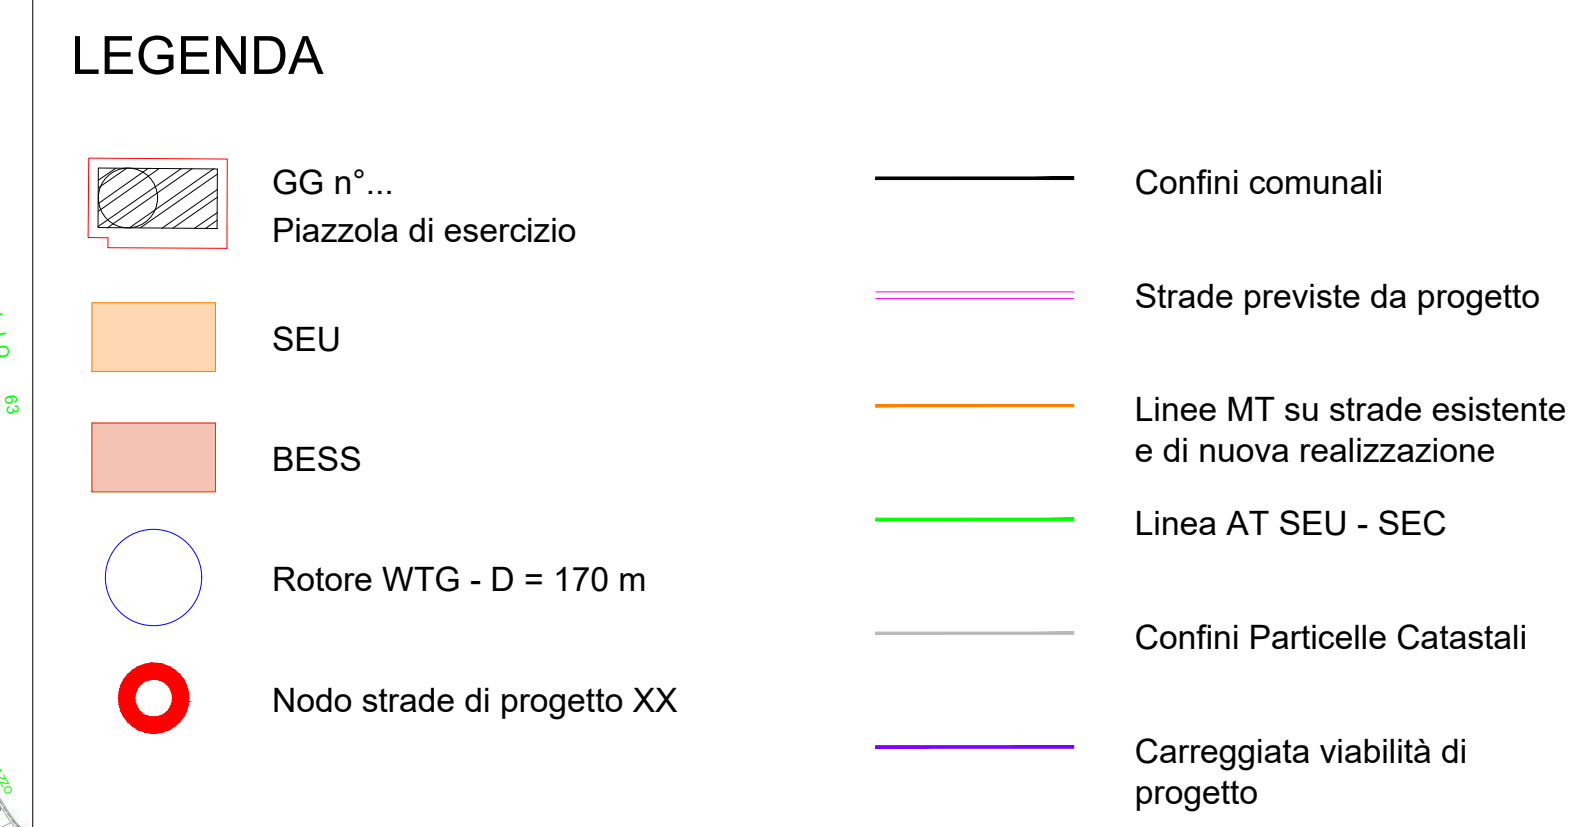 LEGENDA
GG n°...
Piazzola di esercizio
SEU
BESS
Rotore WTG - D = 170 m
Nodo strade di progetto XX
Confini comunali
Strade previste da progetto
Linee MT su strade esistente
e di nuova realizzazione
Linea AT SEU - SEC
Confini Particelle Catastali
Carreggiata viabilità di
progetto
63